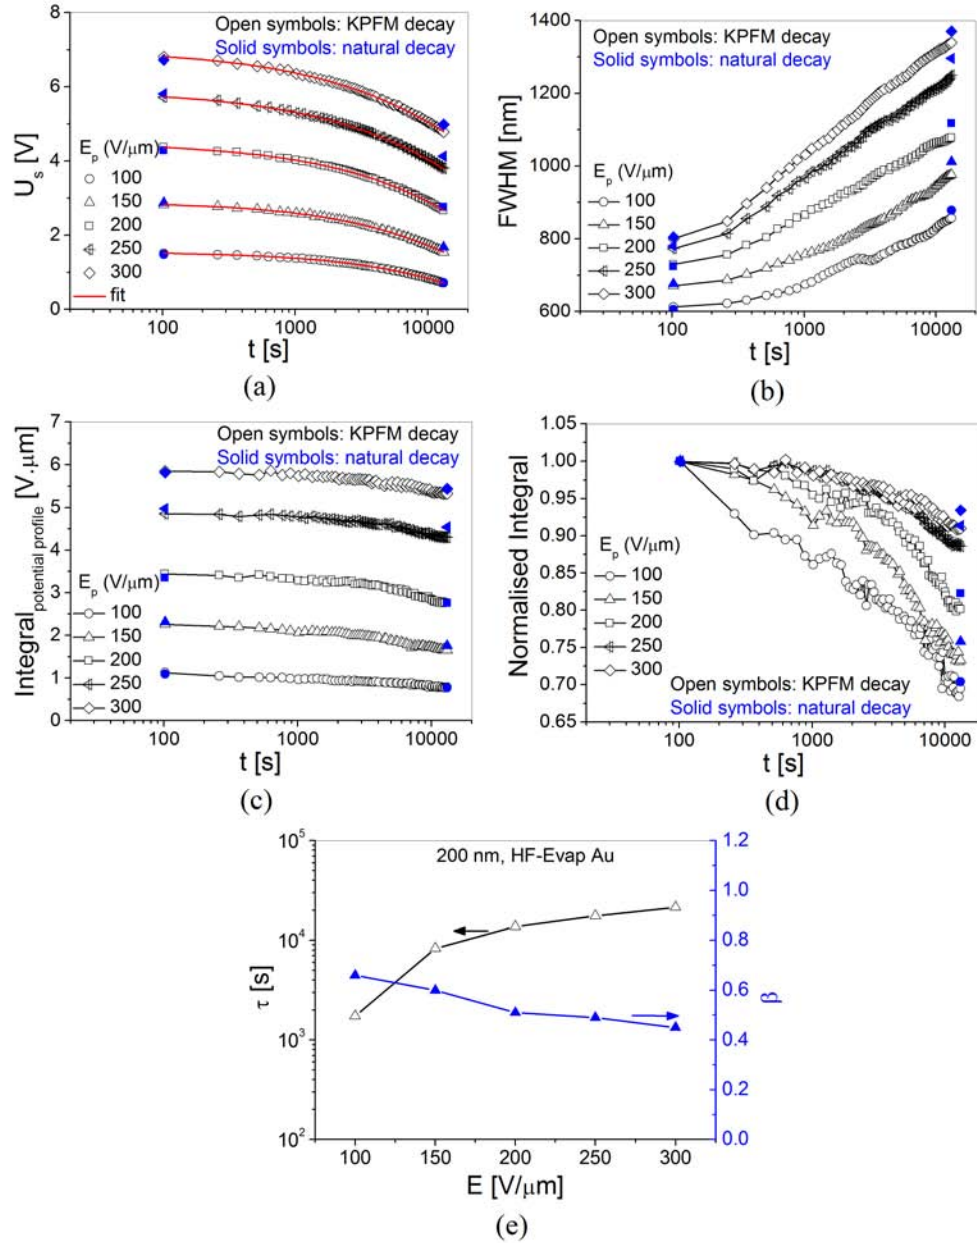 8
6
4
2
0
U_s [V]
Open symbols: KPFM decay
Solid symbols: natural decay
E_p (V/μm)
100
150
200
250
300
fit
100
1000
10000
t [s]
(a)
1400
1200
1000
800
600
FWHM [nm]
Open symbols: KPFM decay
Solid symbols: natural decay
E_p (V/μm)
100
150
200
250
300
100
1000
10000
t [s]
(b)
7
6
5
4
3
2
1
0
Integral_potential profile [V.μm]
Open symbols: KPFM decay
Solid symbols: natural decay
E_p (V/μm)
100
150
200
250
300
100
1000
10000
t [s]
(c)
1.05
1.00
0.95
0.90
0.85
0.80
0.75
0.70
0.65
Normalised Integral
E_p (V/μm)
100
150
200
250
300
Open symbols: KPFM decay
Solid symbols: natural decay
100
1000
10000
t [s]
(d)
10^5
10^4
10^3
10^2
τ [s]
200 nm, HF-Evap Au
1.2
1.0
0.8
0.6
0.4
0.2
0.0
β
100
150
200
250
300
E [V/μm]
(e)